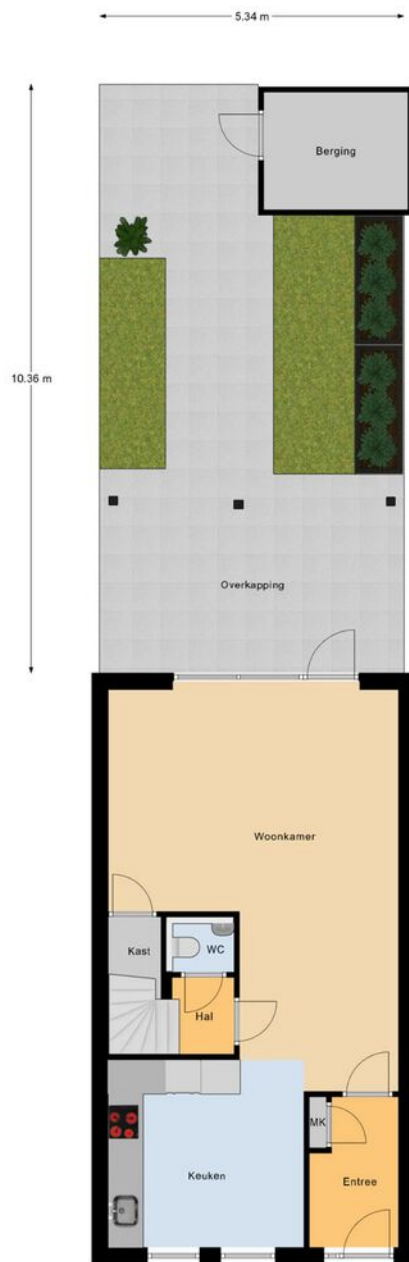 5.34 m
Berging
10.36 m
Overkapping
Woonkamer
Kast
WC
Hal
MK
Keuken
Entree